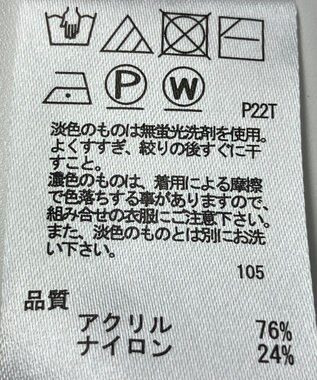 P W
P22T
淡色のものは無蛍光洗剤を使用。
よくすすぎ、絞りの後すぐに干
すこと。
濃色のものは、着用による摩擦
で色落ちする事がありますので、
組み合せの衣服にご注意下さい。
また、淡色のものとは別にお洗
い下さい。
105
品質
アクリル 76%
ナイロン 24%